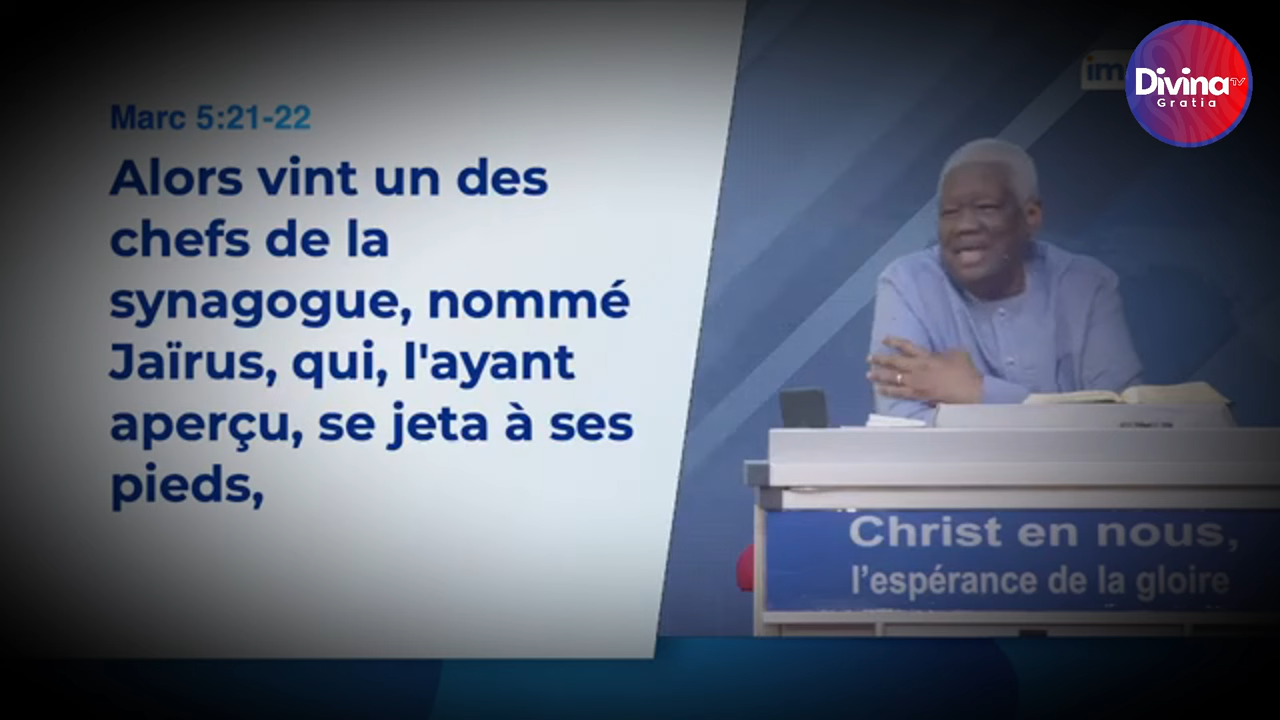 Marc 5:21-22
Alors vint un des
chefs de la
synagogue, nommé
Jaïrus, qui, l'ayant
aperçu, se jeta à ses
pieds,
im
Divina TV
Gratia
Christ en nous,
l'espérance de la gloire